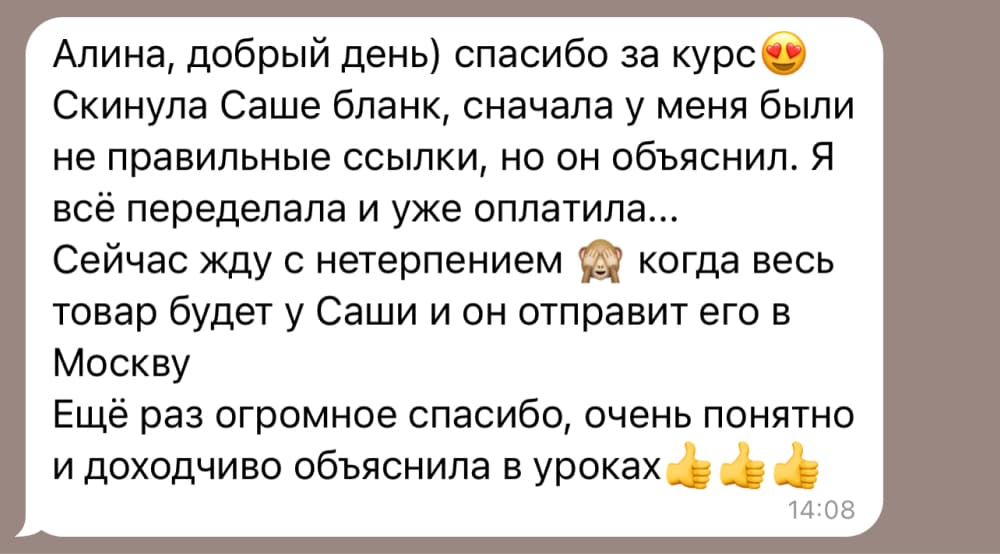 Алина, добрый день) спасибо за курс😍
Скинула Саше бланк, сначала у меня были
не правильные ссылки, но он объяснил. Я
всё переделала и уже оплатила...
Сейчас жду с нетерпением 🙈 когда весь
товар будет у Саши и он отправит его в
Москву
Ещё раз огромное спасибо, очень понятно
и доходчиво объяснила в уроках👍👍👍
14:08